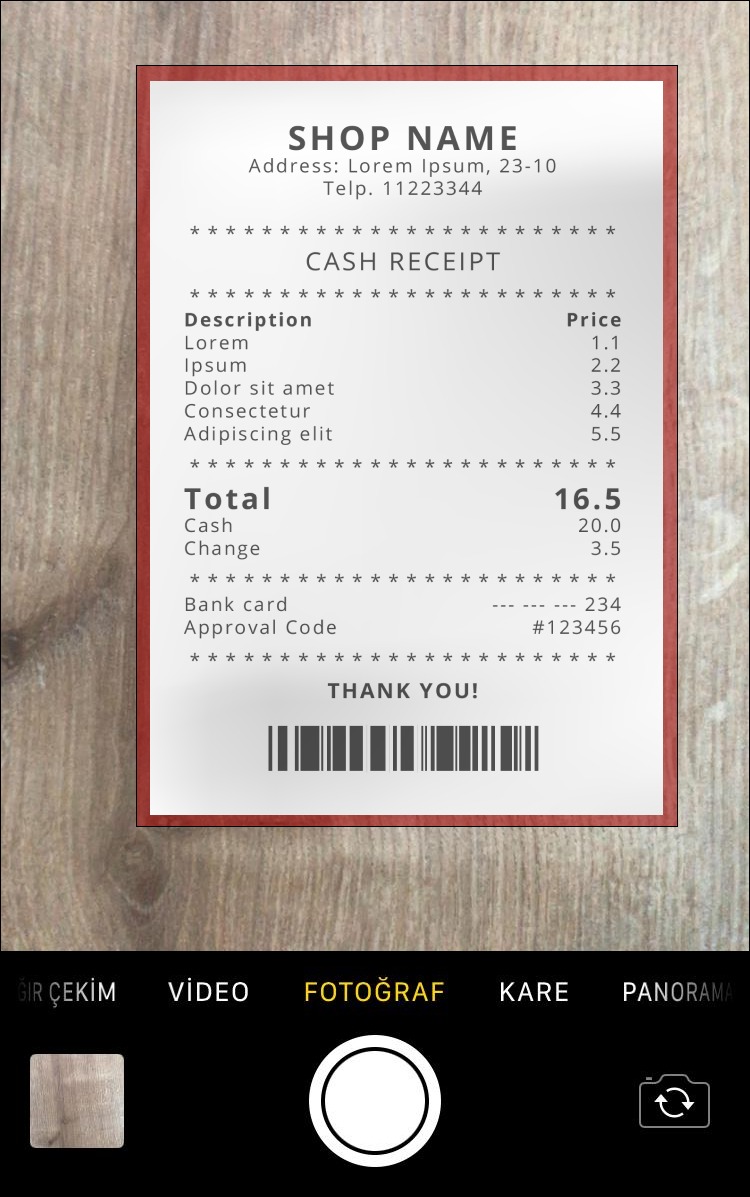 SHOP NAME
Address: Lorem Ipsum, 23-10
Telp. 11223344
* * * * * * * * * * * * * * * * * * * * * * * *
CASH RECEIPT
* * * * * * * * * * * * * * * * * * * * * * * *
Description Price
Lorem 1.1
Ipsum 2.2
Dolor sit amet 3.3
Consectetur 4.4
Adipiscing elit 5.5
* * * * * * * * * * * * * * * * * * * * * * * *
Total 16.5
Cash 20.0
Change 3.5
* * * * * * * * * * * * * * * * * * * * * * * *
Bank card --- --- --- 234
Approval Code #123456
* * * * * * * * * * * * * * * * * * * * * * * *
THANK YOU!
ÇEKİM VİDEO FOTOĞRAF KARE PANORAMA